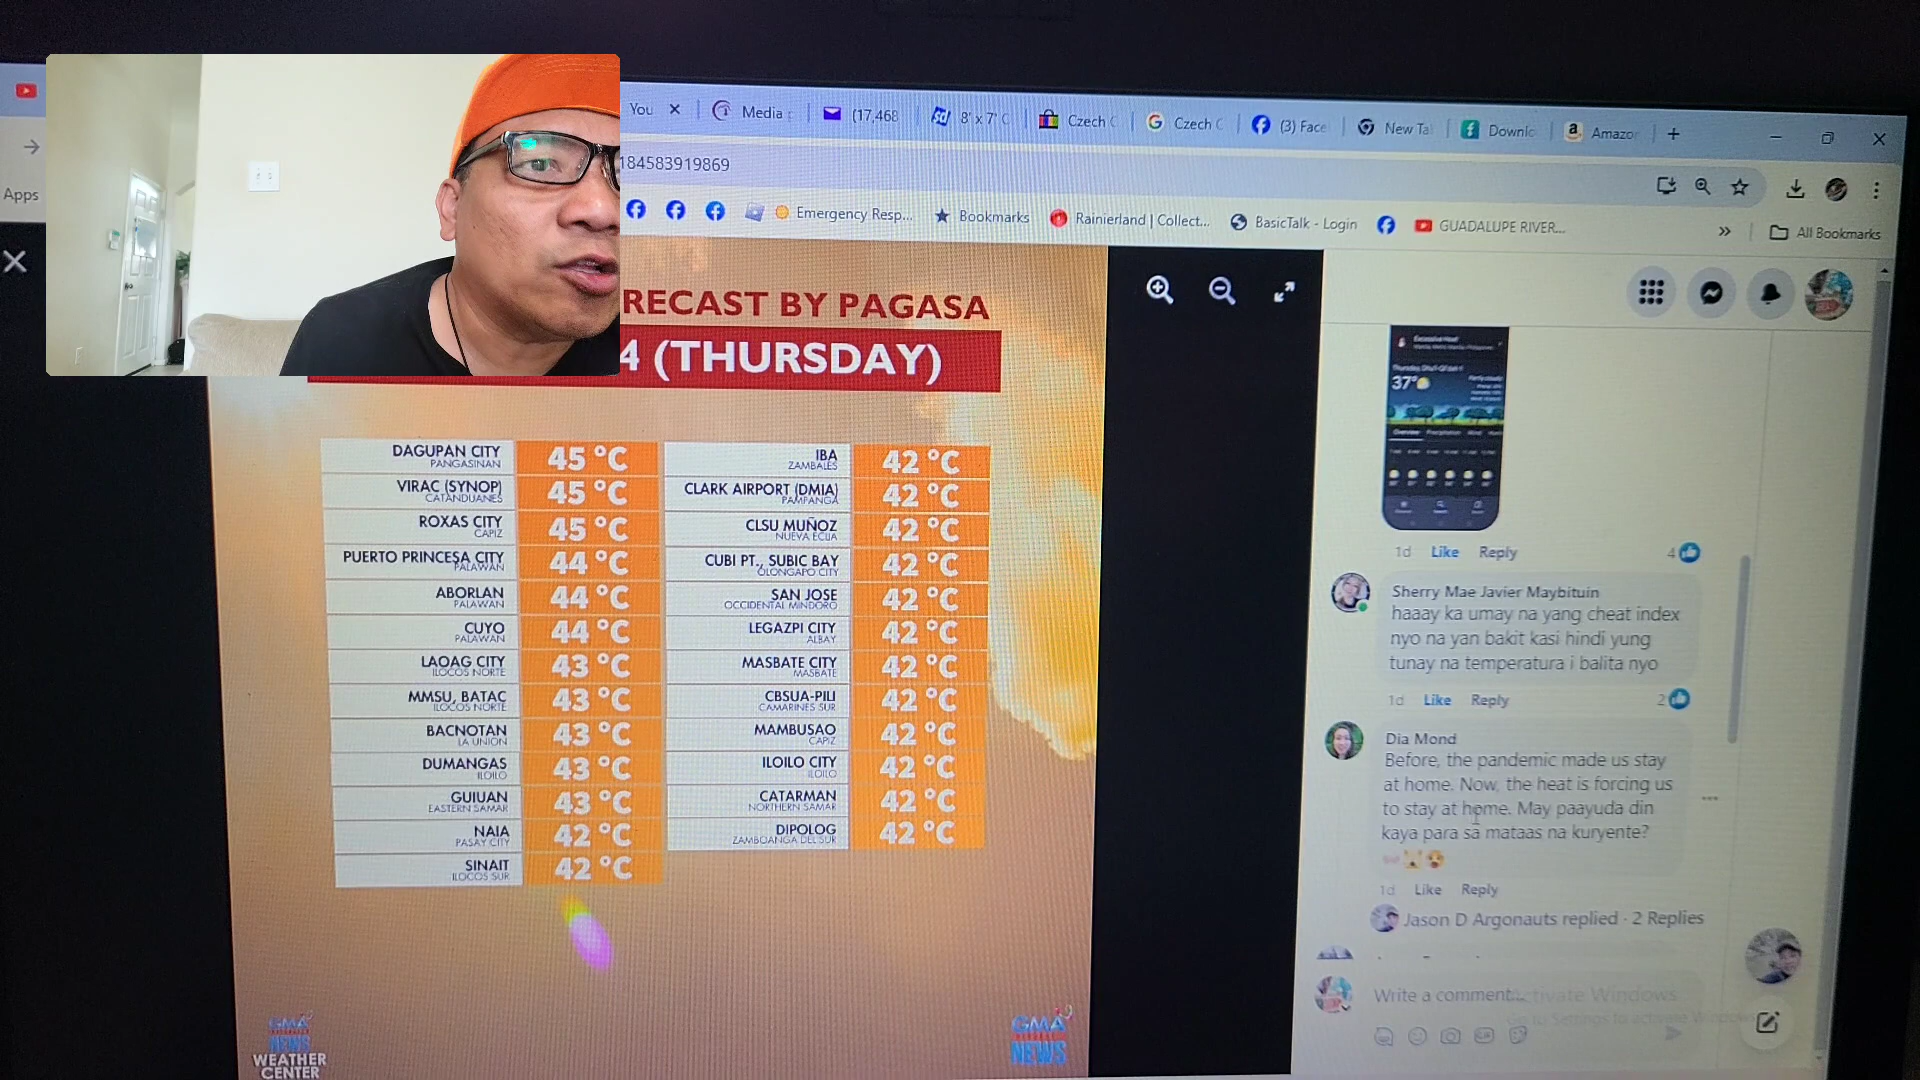 You
Media
(17,468
8' x 7' C
Czech C
Czech C
(3) Face
New Ta
Downlo
Amazon
184583919869
Apps
Emergency Resp...
Bookmarks
Rainierland | Collect...
BasicTalk - Login
GUADALUPE RIVER...
All Bookmarks
RECAST BY PAGASA
4 (THURSDAY)
DAGUPAN CITY
PANGASINAN
45 °C
VIRAC (SYNOP)
CATANDUANES
45 °C
ROXAS CITY
CAPIZ
45 °C
PUERTO PRINCESA CITY
PALAWAN
44 °C
ABORLAN
PALAWAN
44 °C
CUYO
PALAWAN
44 °C
LAOAG CITY
ILOCOS NORTE
43 °C
MMSU, BATAC
ILOCOS NORTE
43 °C
BACNOTAN
LA UNION
43 °C
DUMANGAS
ILOILO
43 °C
GUIUAN
EASTERN SAMAR
43 °C
NAIA
PASAY CITY
42 °C
SINAIT
ILOCOS SUR
42 °C
IBA
ZAMBALES
42 °C
CLARK AIRPORT (DMIA)
PAMPANGA
42 °C
CLSU MUÑOZ
NUEVA ECIJA
42 °C
CUBI PT., SUBIC BAY
OLONGAPO CITY
42 °C
SAN JOSE
OCCIDENTAL MINDORO
42 °C
LEGAZPI CITY
ALBAY
42 °C
MASBATE CITY
MASBATE
42 °C
CBSUA-PILI
CAMARINES SUR
42 °C
MAMBUSAO
CAPIZ
42 °C
ILOILO CITY
ILOILO
42 °C
CATARMAN
NORTHERN SAMAR
42 °C
DIPOLOG
ZAMBOANGA DEL SUR
42 °C
GMA
NEWS
WEATHER
CENTER
GMA
NEWS
37°
1d Like Reply 4
Sherry Mae Javier Maybituin
haaay ka umay na yang cheat index
nyo na yan bakit kasi hindi yung
tunay na temperatura i balita nyo
1d Like Reply 2
Dia Mond
Before, the pandemic made us stay
at home. Now, the heat is forcing us
to stay at home. May paayuda din
kaya para sa mataas na kuryente?
1d Like Reply
Jason D Argonauts replied · 2 Replies
Write a comment...
Activate Windows
Go to Settings to activate Windows